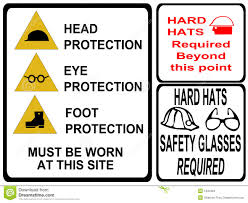 HEAD
PROTECTION
EYE
PROTECTION
FOOT
PROTECTION
MUST BE WORN
AT THIS SITE
HARD
HATS
Required
Beyond
this point
HARD HATS
SAFETY GLASSES
REQUIRED